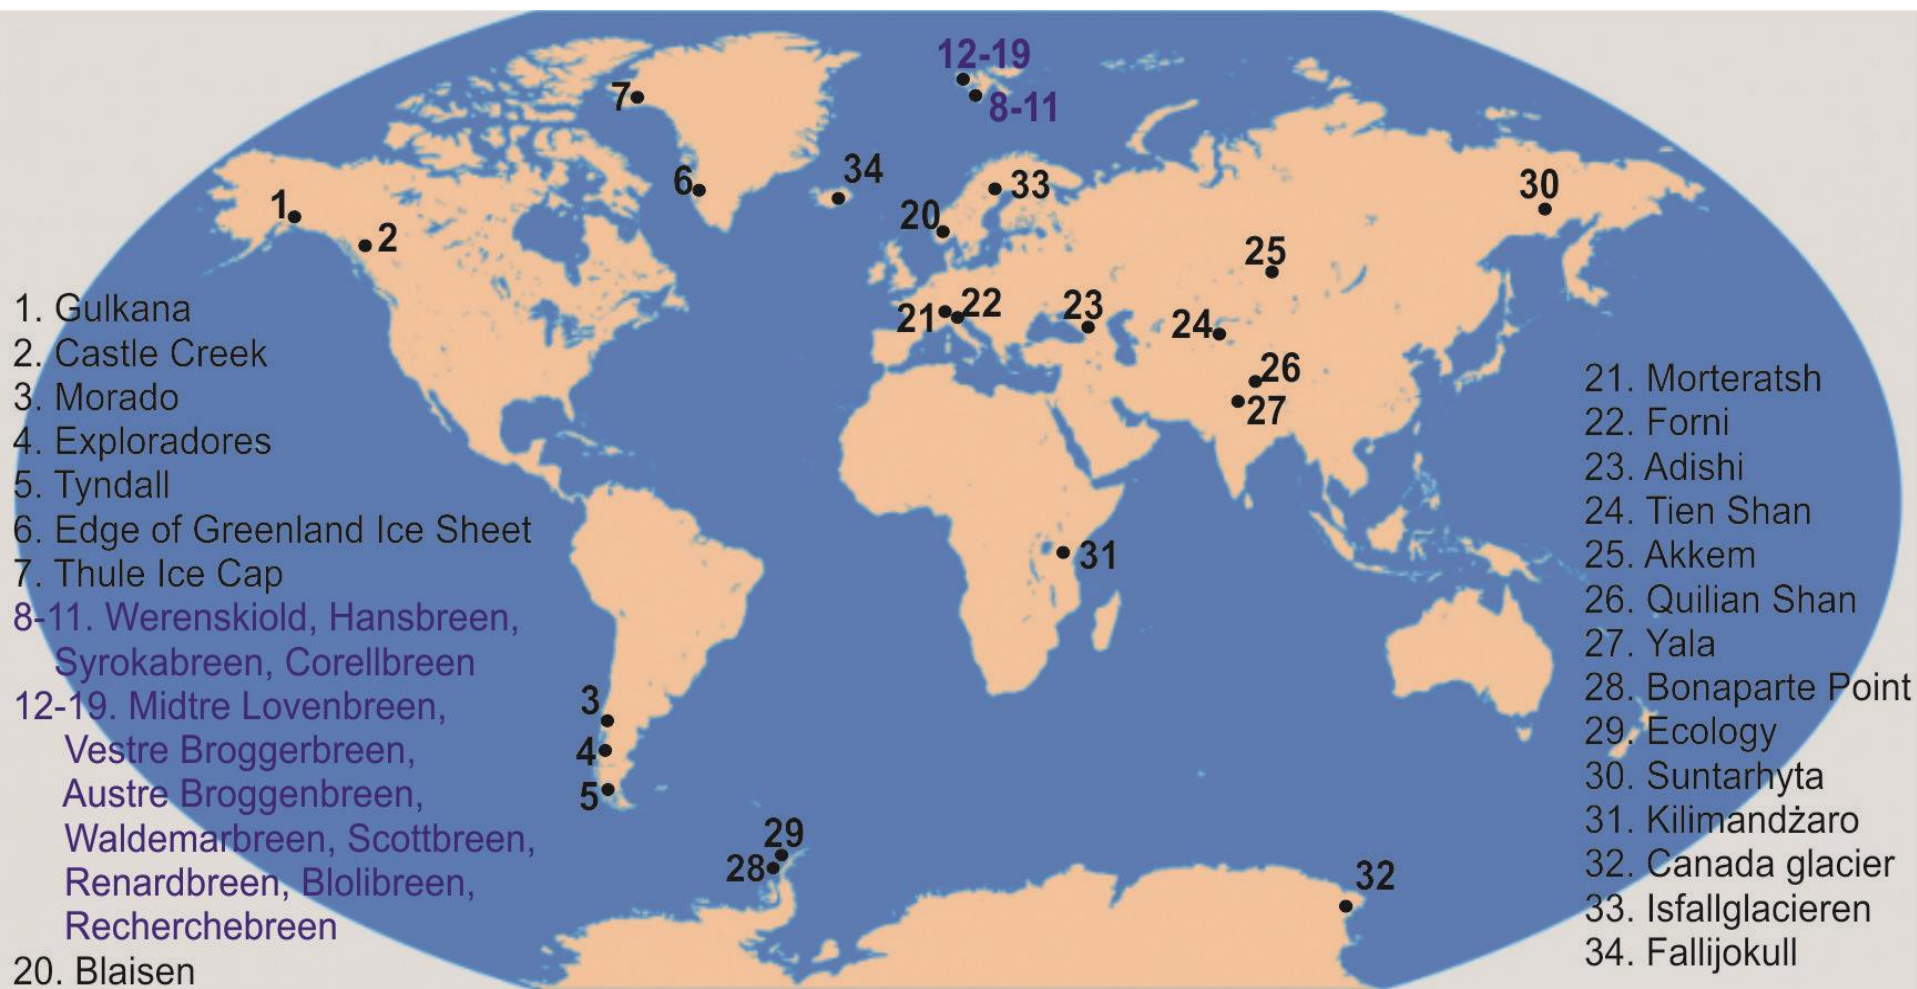 12-19
7
8-11
34
6
33
30
1
20
2
25
22
21
23
24
26
27
31
3
4
5
29
28
32
1. Gulkana
2. Castle Creek
3. Morado
4. Exploradores
5. Tyndall
6. Edge of Greenland Ice Sheet
7. Thule Ice Cap
8-11. Werenskiold, Hansbreen,
Syrokabreen, Corellbreen
12-19. Midtre Lovenbreen,
Vestre Broggerbreen,
Austre Broggenbreen,
Waldemarbreen, Scottbreen,
Renardbreen, Blolibreen,
Recherchebreen
20. Blaisen
21. Morteratsh
22. Forni
23. Adishi
24. Tien Shan
25. Akkem
26. Quilian Shan
27. Yala
28. Bonaparte Point
29. Ecology
30. Suntarhyta
31. Kilimandżaro
32. Canada glacier
33. Isfallglacieren
34. Fallijokull